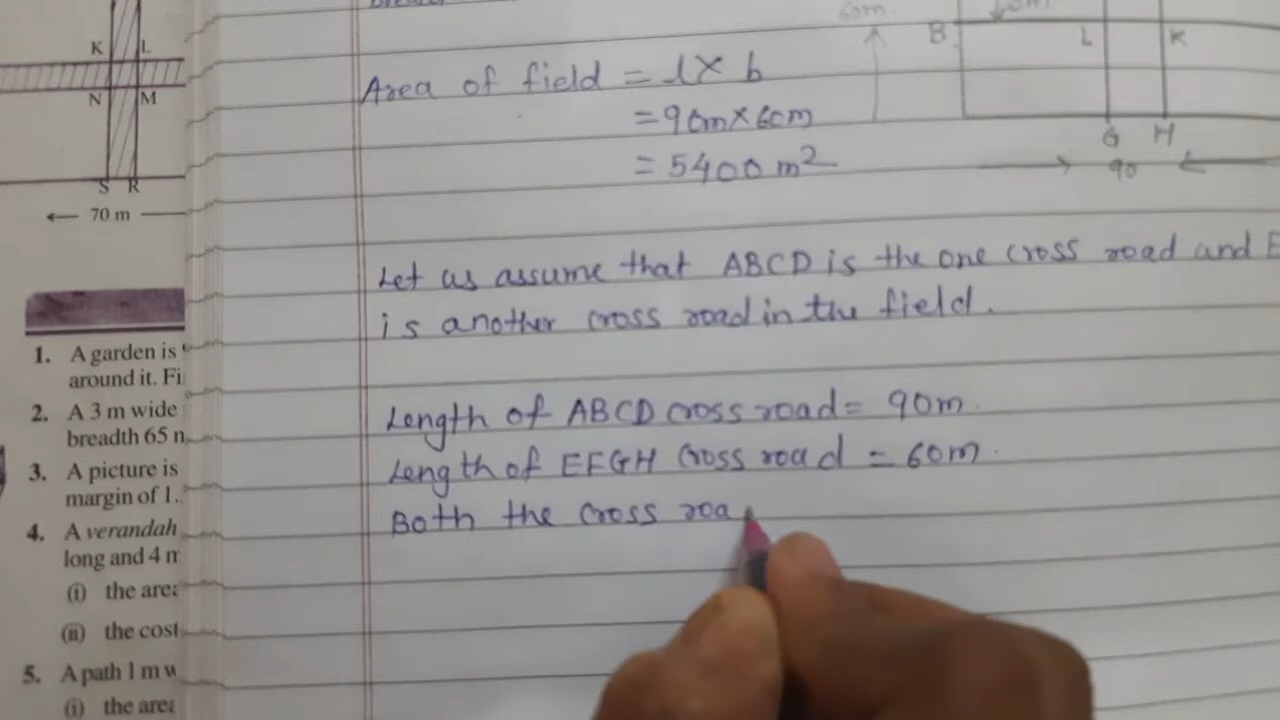 K L
N M
S R
← 70 m
1. A garden is
around it. Fi
2. A 3 m wide
breadth 65 n
3. A picture is
margin of 1.
4. A verandah
long and 4 m
(i) the area
(ii) the cost
5. A path 1 m w
(i) the area
60m
B L K
G H
90
Area of field = l × b
= 90m × 60m
= 5400 m²
Let us assume that ABCD is the one cross road and E
is another cross road in the field.
Length of ABCD cross road = 90m.
Length of EFGH cross road = 60m.
Both the cross roa